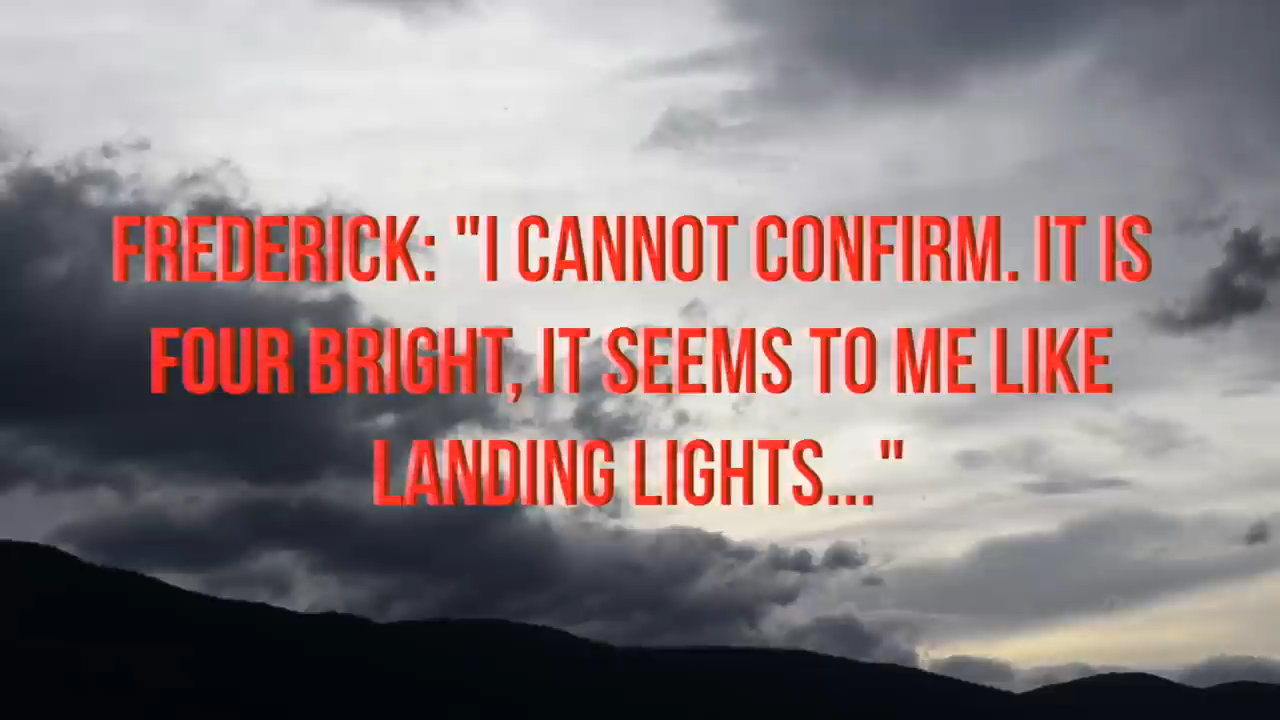 FREDERICK: "I CANNOT CONFIRM. IT IS
FOUR BRIGHT, IT SEEMS TO ME LIKE
LANDING LIGHTS..."